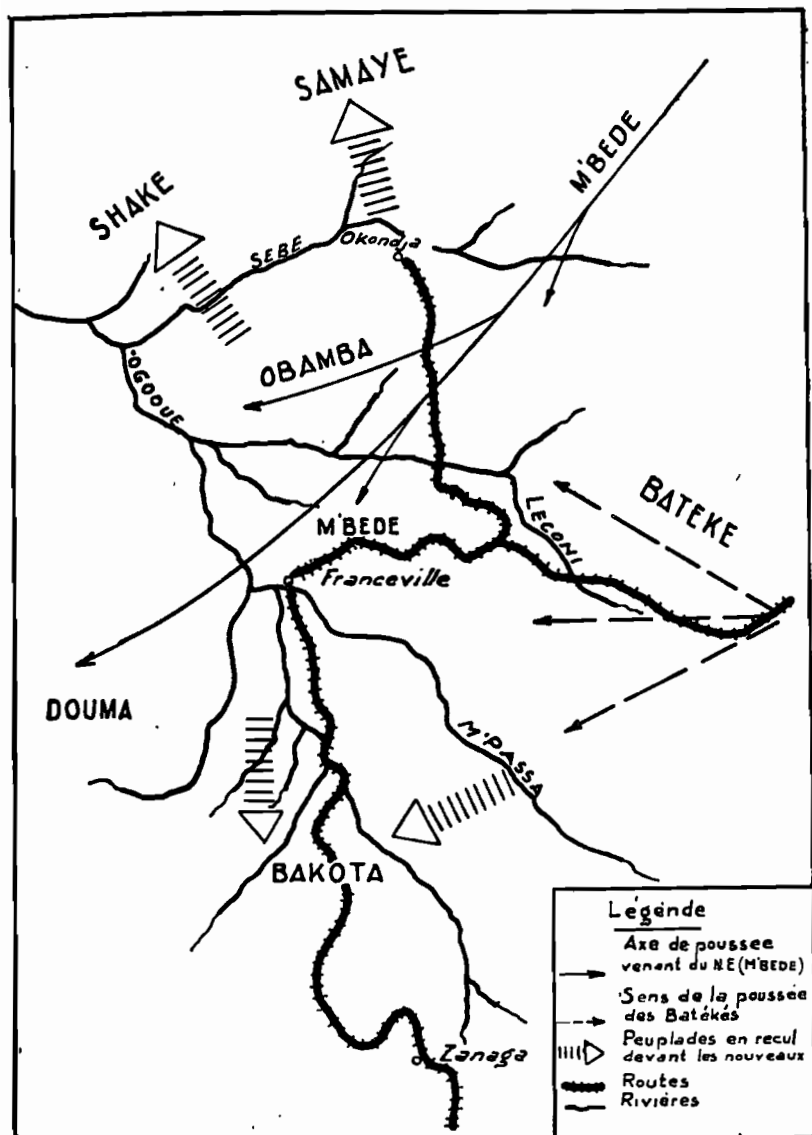 SAMAYE
M'BEDE
SHAKE
SEBE
Okondja
OBAMBA
OGOOUE
BATEKE
LECONI
M'BEDE
Franceville
DOUMA
M'PASSA
BAKOTA
Zanaga
Légende
Axe de poussee
venant du N.E (M'BEDE)
Sens de la poussée
des Batékés
Peuplades en recul
devant les nouveaux
Routes
Rivières